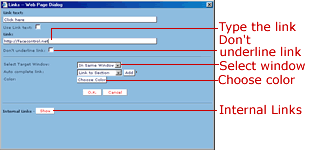 Links -- Web Page Dialog
Link text:
Click here
Use Link text:
Link:
http://facecontrol.net
Don't underline link:
Select Target Window: In Same Window
Auto complete link: Link to Section Add
Color: Choose Color
O.K. Cancel
Internal Links: Show
Type the link
Don't
underline link
Select window
Choose color
Internal Links